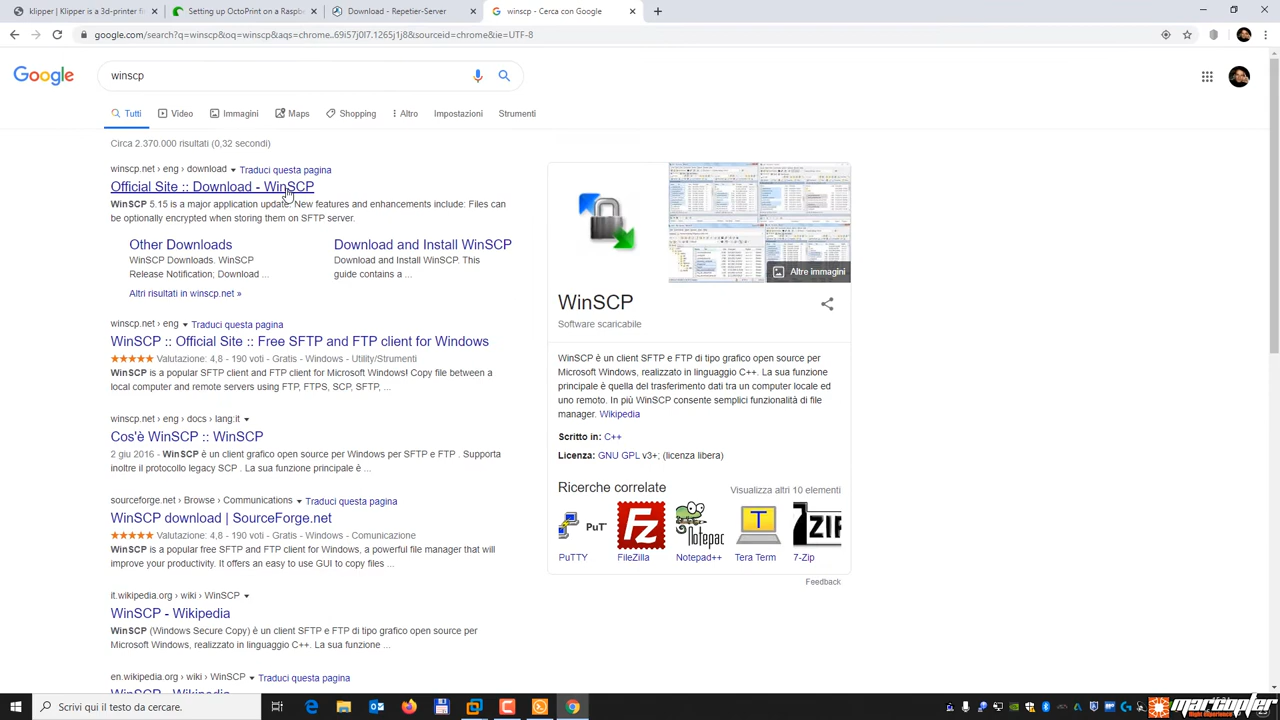 klipper | Klipper is a 3d-printer
Setting up OctoPrint on a Raspb
Download - Repetier-Server
winscp - Cerca con Google
google.com/search?q=winscp&oq=winscp&aqs=chrome..69i57j0l7.1265j1j8&sourceid=chrome&ie=UTF-8
Google
winscp
Tutti
Video
Immagini
Maps
Shopping
Altro
Impostazioni
Strumenti
Circa 2.370.000 risultati (0,32 secondi)
winscp.net › eng › download Traduci questa pagina
Official Site :: Download - WinSCP
WinSCP 5.15 is a major application update. New features and enhancements include: Files
optionally encrypted when storing them on SFTP server.
Other Downloads
WinSCP Downloads. WinSCP
Release Notification, Download ...
Download and Install WinSCP
Download and Install WinSCP. This
guide contains a ...
Altri risultati in winscp.net »
winscp.net › eng Traduci questa pagina
WinSCP :: Official Site :: Free SFTP and FTP client for Windows
★★★★★ Valutazione: 4,8 - 190 voti - Gratis - Windows - Utility/Strumenti
WinSCP is a popular SFTP client and FTP client for Microsoft Windows! Copy file between a
local computer and remote servers using FTP, FTPS, SCP, SFTP, ...
winscp.net › eng › docs › lang:it
Cos'è WinSCP :: WinSCP
2 giu 2016 - WinSCP è un client grafico open source per Windows per SFTP e FTP . Supporta
inoltre il protocollo legacy SCP . La sua funzione principale è ...
sourceforge.net › Browse › Communications Traduci questa pagina
WinSCP download | SourceForge.net
★★★★★ Valutazione: 4,8 - 190 voti - Gratis - Windows - Comunicazione
WinSCP is a popular free SFTP and FTP client for Windows, a powerful file manager that will
improve your productivity. It offers an easy to use GUI to copy files ...
it.wikipedia.org › wiki › WinSCP
WinSCP - Wikipedia
WinSCP (Windows Secure Copy) è un client SFTP e FTP di tipo grafico open source per
Microsoft Windows, realizzato in linguaggio C++. La sua funzione ...
en.wikipedia.org › wiki › WinSCP Traduci questa pagina
WinSCP - Wikipedia
Altre immagini
WinSCP
Software scaricabile
WinSCP è un client SFTP e FTP di tipo grafico open source per
Microsoft Windows, realizzato in linguaggio C++. La sua funzione
principale è quella del trasferimento dati tra un computer locale ed
uno remoto. In più WinSCP consente semplici funzionalità di file
manager. Wikipedia
Scritto in: C++
Licenza: GNU GPL v3+; (licenza libera)
Ricerche correlate
Visualizza altri 10 elementi
PuT
Fz
Notepad
T
ZIP
PuTTY
FileZilla
Notepad++
Tera Term
7-Zip
Feedback
Scrivi qui il testo da cercare.
martcopter